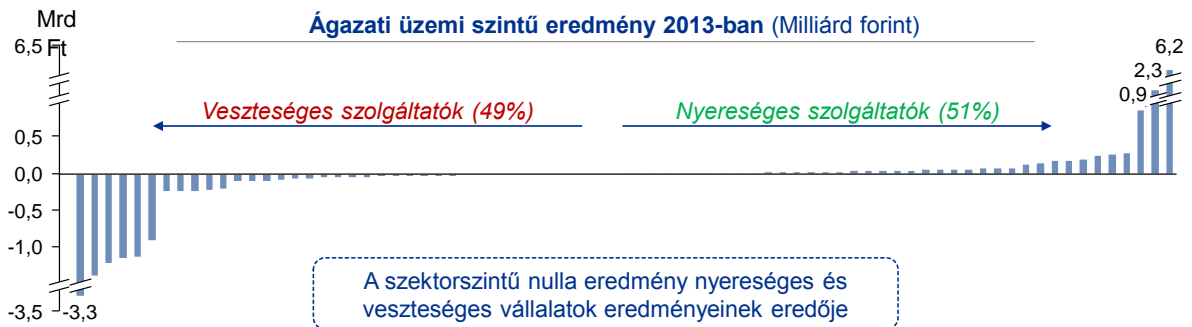 Mrd
Ft
Ágazati üzemi szintű eredmény 2013-ban (Milliárd forint)
6,5
6,2
2,3
0,9
Veszteséges szolgáltatók (49%)
Nyereséges szolgáltatók (51%)
0,5
0,0
-0,5
-1,0
A szektorszintű nulla eredmény nyereséges és
veszteséges vállalatok eredményeinek eredője
-3,5
-3,3